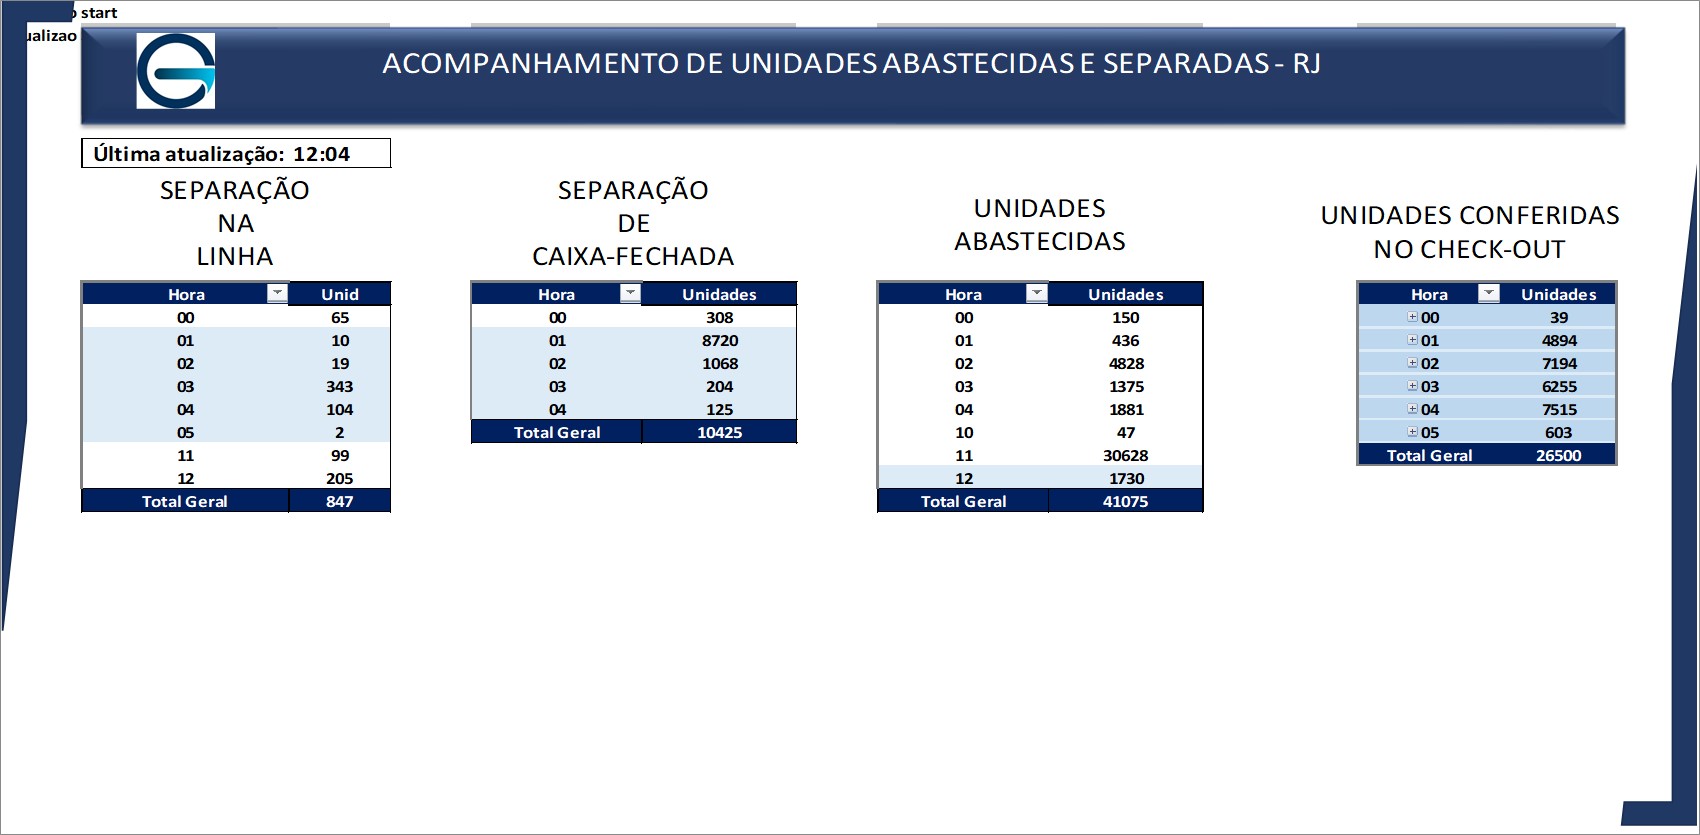 start
ACOMPANHAMENTO DE UNIDADES ABASTECIDAS E SEPARADAS - RJ
Última atualização: 12:04
SEPARAÇÃO
NA
LINHA
Hora Unid
00 65
01 10
02 19
03 343
04 104
05 2
11 99
12 205
Total Geral 847
SEPARAÇÃO
DE
CAIXA-FECHADA
Hora Unidades
00 308
01 8720
02 1068
03 204
04 125
Total Geral 10425
UNIDADES
ABASTECIDAS
Hora Unidades
00 150
01 436
02 4828
03 1375
04 1881
10 47
11 30628
12 1730
Total Geral 41075
UNIDADES CONFERIDAS
NO CHECK-OUT
Hora Unidades
00 39
01 4894
02 7194
03 6255
04 7515
05 603
Total Geral 26500